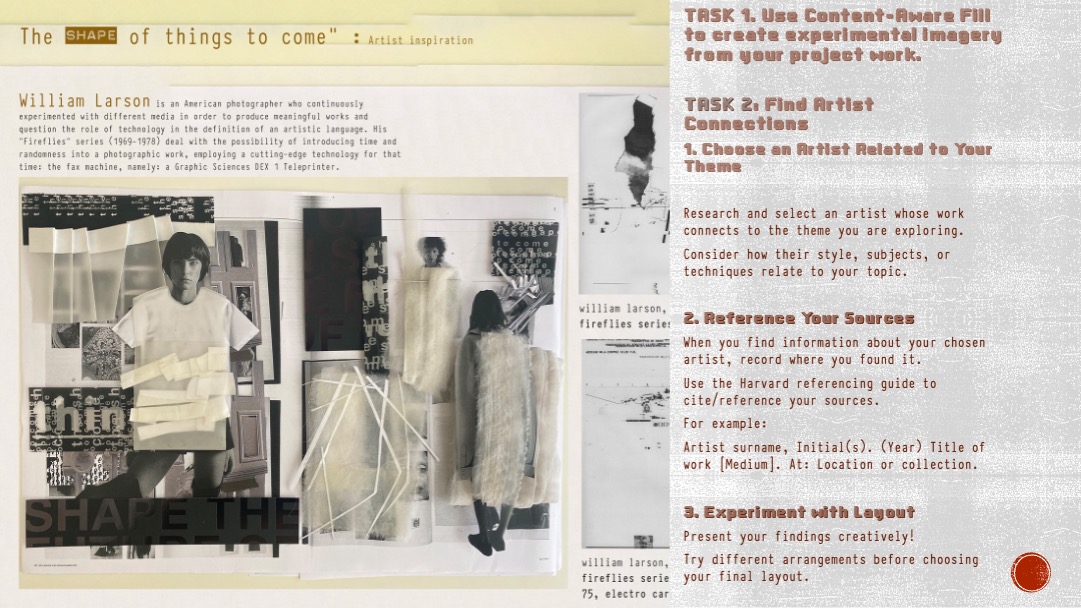 The SHAPE of things to come" : Artist inspiration
William Larson is an American photographer who continuously
experimented with different media in order to produce meaningful works and
question the role of technology in the definition of an artistic language. His
"Fireflies" series (1969-1978) deal with the possibility of introducing time and
randomness into a photographic work, employing a cutting-edge technology for that
time: the fax machine, namely: a Graphic Sciences DEX 1 Teleprinter.
thin
SHAPE THE
FUTURE OF
to come
william larson,
fireflies series
william larson,
fireflies serie
75, electro car
TASK 1. Use Content-Aware Fill
to create experimental imagery
from your project work.
TASK 2: Find Artist
Connections
1. Choose an Artist Related to Your
Theme
Research and select an artist whose work
connects to the theme you are exploring.
Consider how their style, subjects, or
techniques relate to your topic.
2. Reference Your Sources
When you find information about your chosen
artist, record where you found it.
Use the Harvard referencing guide to
cite/reference your sources.
For example:
Artist surname, Initial(s). (Year) Title of
work [Medium]. At: Location or collection.
3. Experiment with Layout
Present your findings creatively!
Try different arrangements before choosing
your final layout.